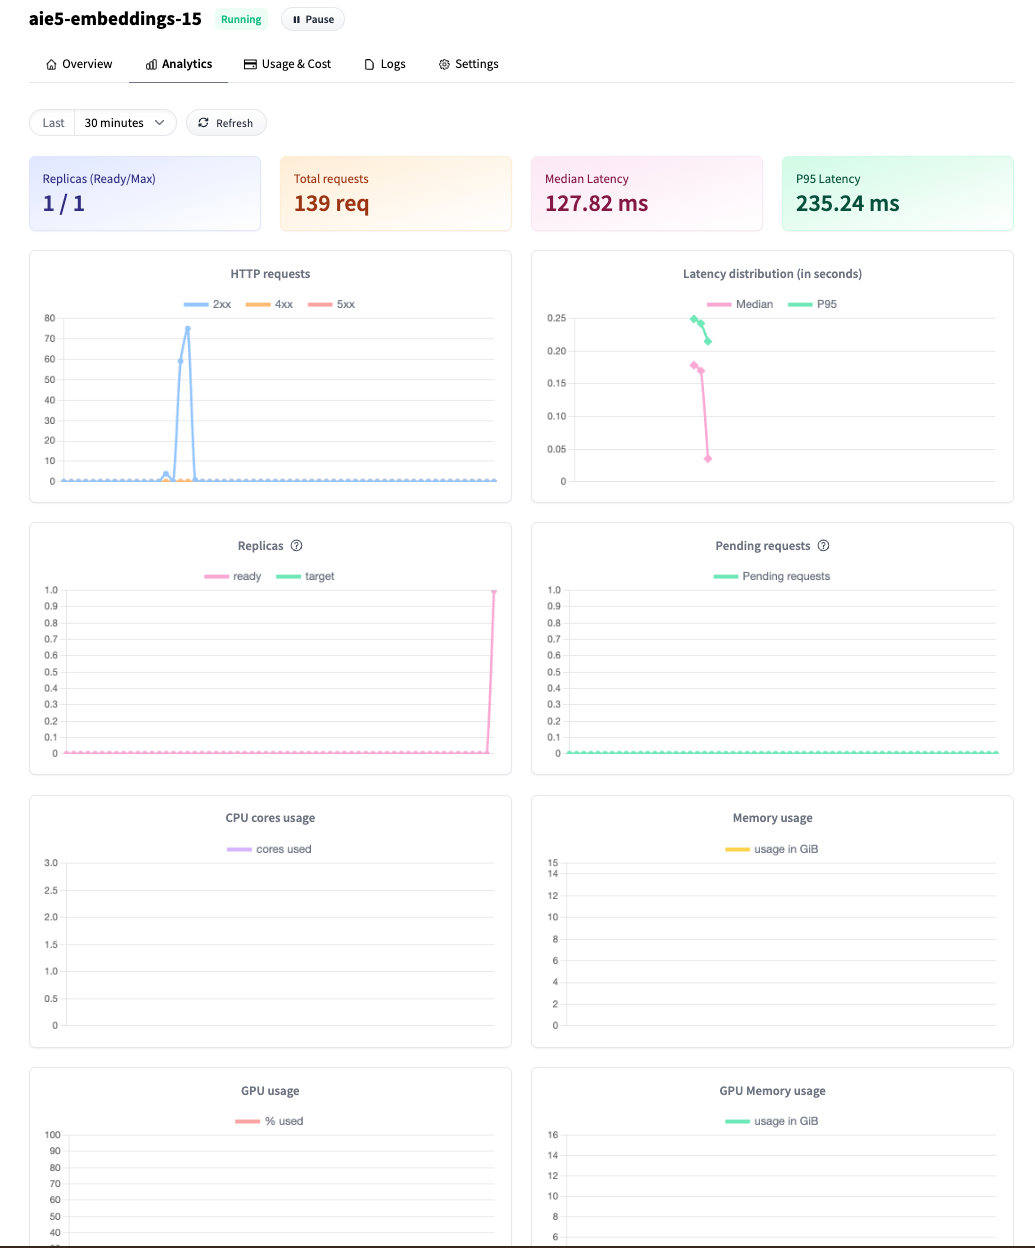 aie5-embeddings-15 Running Pause
Overview Analytics Usage & Cost Logs Settings
Last 30 minutes Refresh
Replicas (Ready/Max)
1 / 1
Total requests
139 req
Median Latency
127.82 ms
P95 Latency
235.24 ms
HTTP requests
2xx 4xx 5xx
80
70
60
50
40
30
20
10
0
Latency distribution (in seconds)
Median P95
0.25
0.20
0.15
0.10
0.05
0
Replicas ?
ready target
1.0
0.9
0.8
0.7
0.6
0.5
0.4
0.3
0.2
0.1
0
Pending requests ?
Pending requests
1.0
0.9
0.8
0.7
0.6
0.5
0.4
0.3
0.2
0.1
0
CPU cores usage
cores used
3.0
2.5
2.0
1.5
1.0
0.5
0
Memory usage
usage in GiB
15
14
12
10
8
6
4
2
0
GPU usage
% used
100
90
80
70
60
50
40
GPU Memory usage
usage in GiB
16
14
12
10
8
6